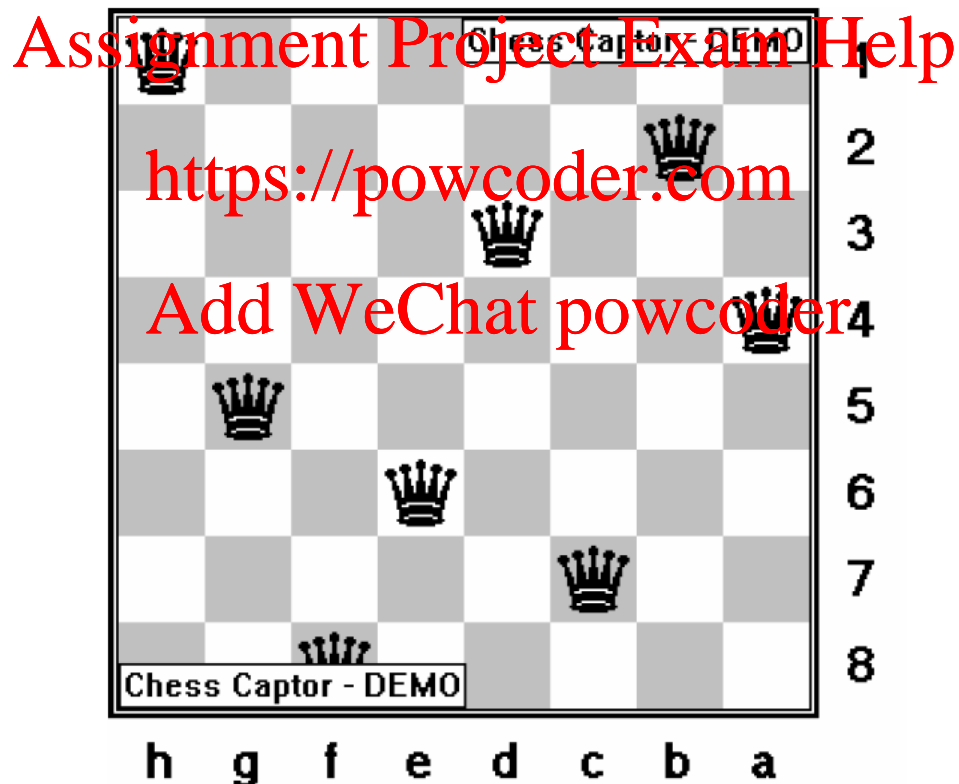 Assignment Project Exam Help
Chess Captor - DEMO
1
2
https://powcoder.com
3
Add WeChat powcoder
4
5
6
7
8
Chess Captor - DEMO
h g f e d c b a